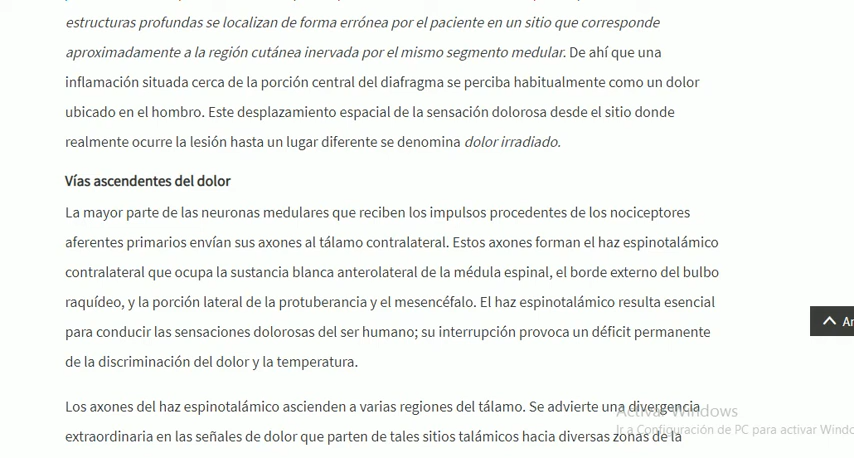 estructuras profundas se localizan de forma errónea por el paciente en un sitio que corresponde
aproximadamente a la región cutánea inervada por el mismo segmento medular. De ahí que una
inflamación situada cerca de la porción central del diafragma se perciba habitualmente como un dolor
ubicado en el hombro. Este desplazamiento espacial de la sensación dolorosa desde el sitio donde
realmente ocurre la lesión hasta un lugar diferente se denomina dolor irradiado.
Vías ascendentes del dolor
La mayor parte de las neuronas medulares que reciben los impulsos procedentes de los nociceptores
aferentes primarios envían sus axones al tálamo contralateral. Estos axones forman el haz espinotalámico
contralateral que ocupa la sustancia blanca anterolateral de la médula espinal, el borde externo del bulbo
raquídeo, y la porción lateral de la protuberancia y el mesencéfalo. El haz espinotalámico resulta esencial
para conducir las sensaciones dolorosas del ser humano; su interrupción provoca un déficit permanente
de la discriminación del dolor y la temperatura.
Los axones del haz espinotalámico ascienden a varias regiones del tálamo. Se advierte una divergencia
extraordinaria en las señales de dolor que parten de tales sitios talámicos hacia diversas zonas de la
Activar Windows
Ir a Configuración de PC para activar Windo